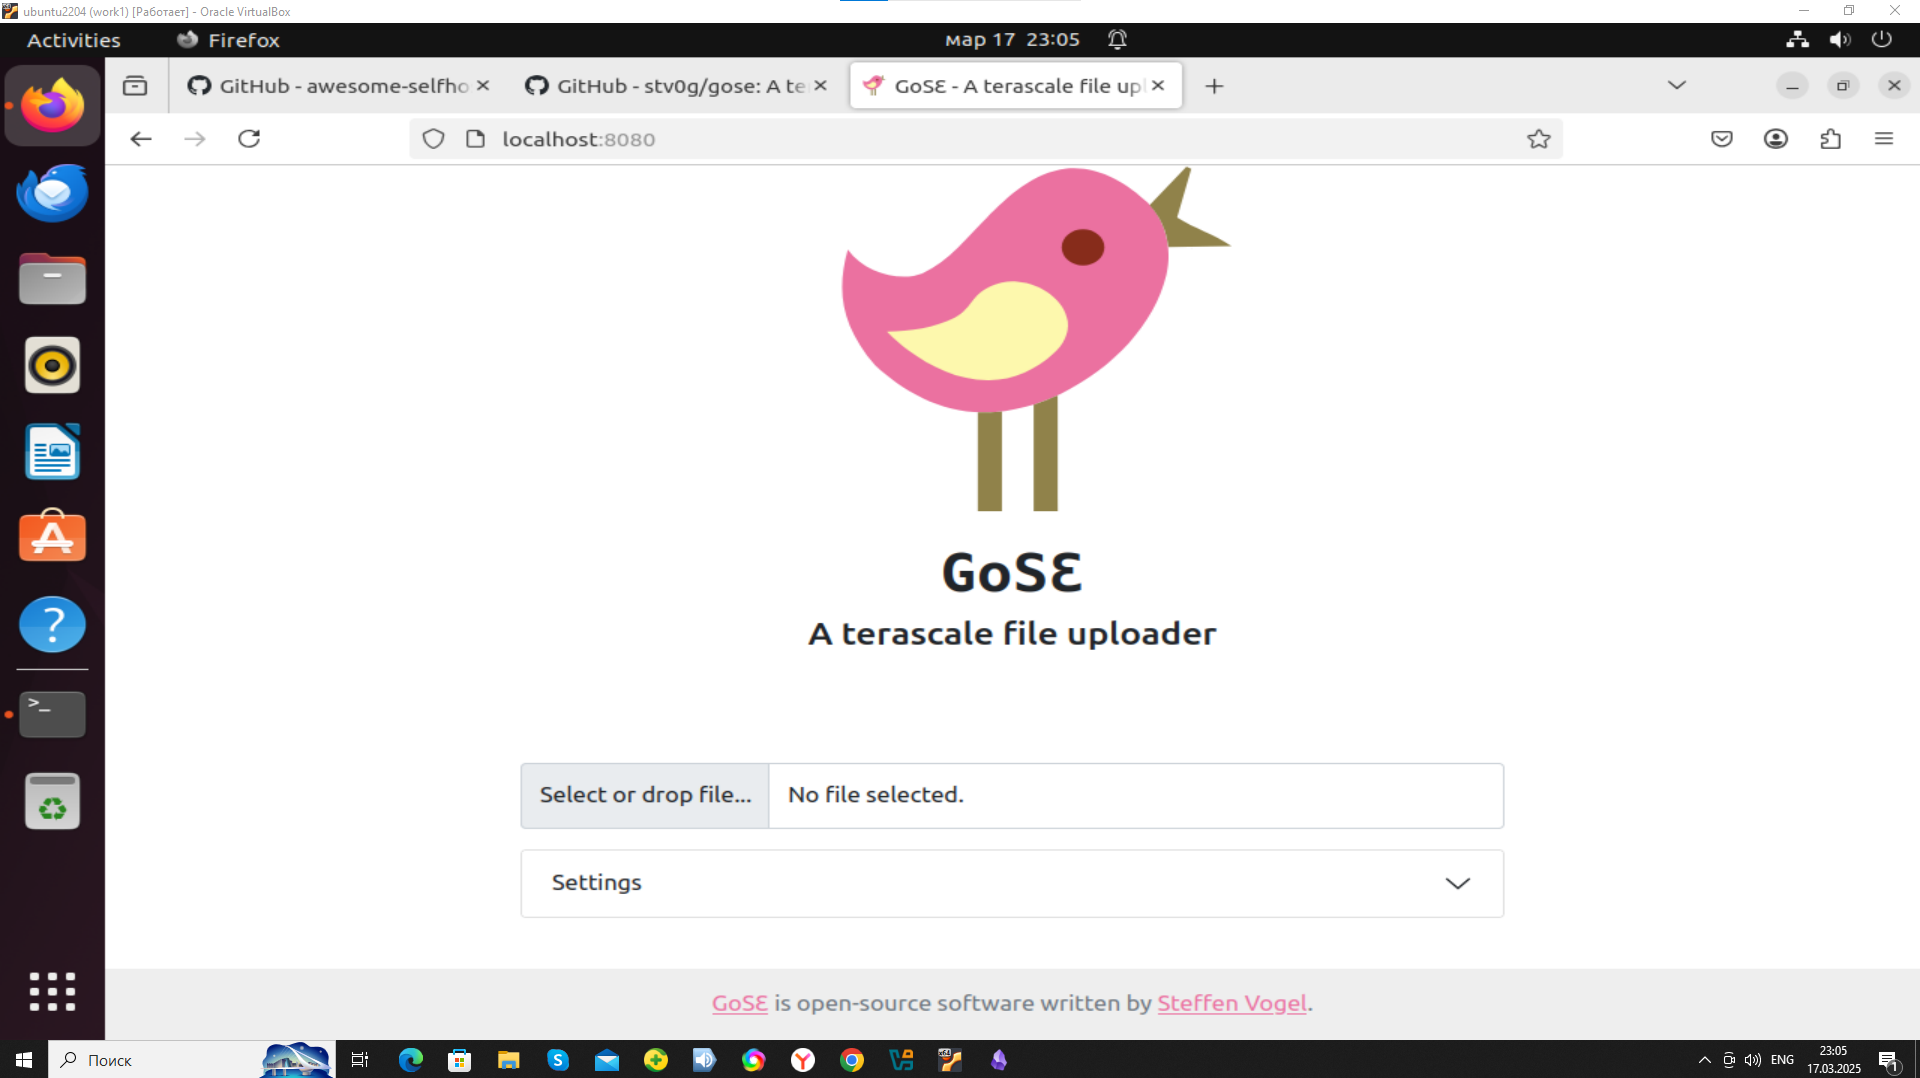 ubuntu2204 (work1) [Работает] - Oracle VirtualBox
Activities Firefox мар 17 23:05
GitHub - awesome-selfho GitHub - stv0g/gose: A te GoSƐ - A terascale file upl
localhost:8080
GoSƐ
A terascale file uploader
Select or drop file... No file selected.
Settings
GoSƐ is open-source software written by Steffen Vogel.
Поиск ENG 23:05
17.03.2025 1